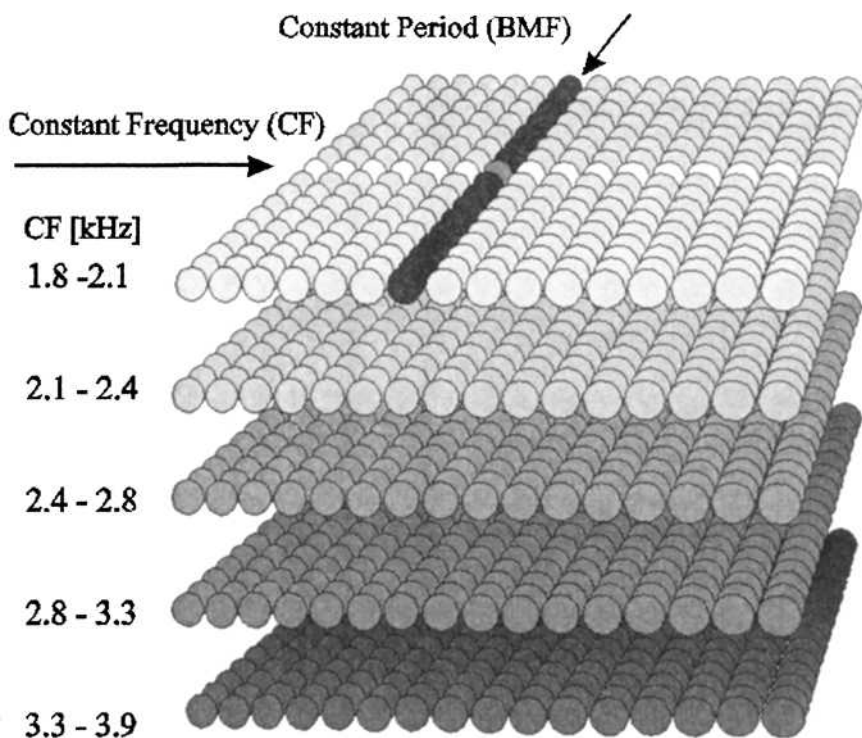 Constant Period (BMF)
Constant Frequency (CF)
CF [kHz]
1.8 -2.1
2.1 - 2.4
2.4 - 2.8
2.8 - 3.3
3.3 - 3.9